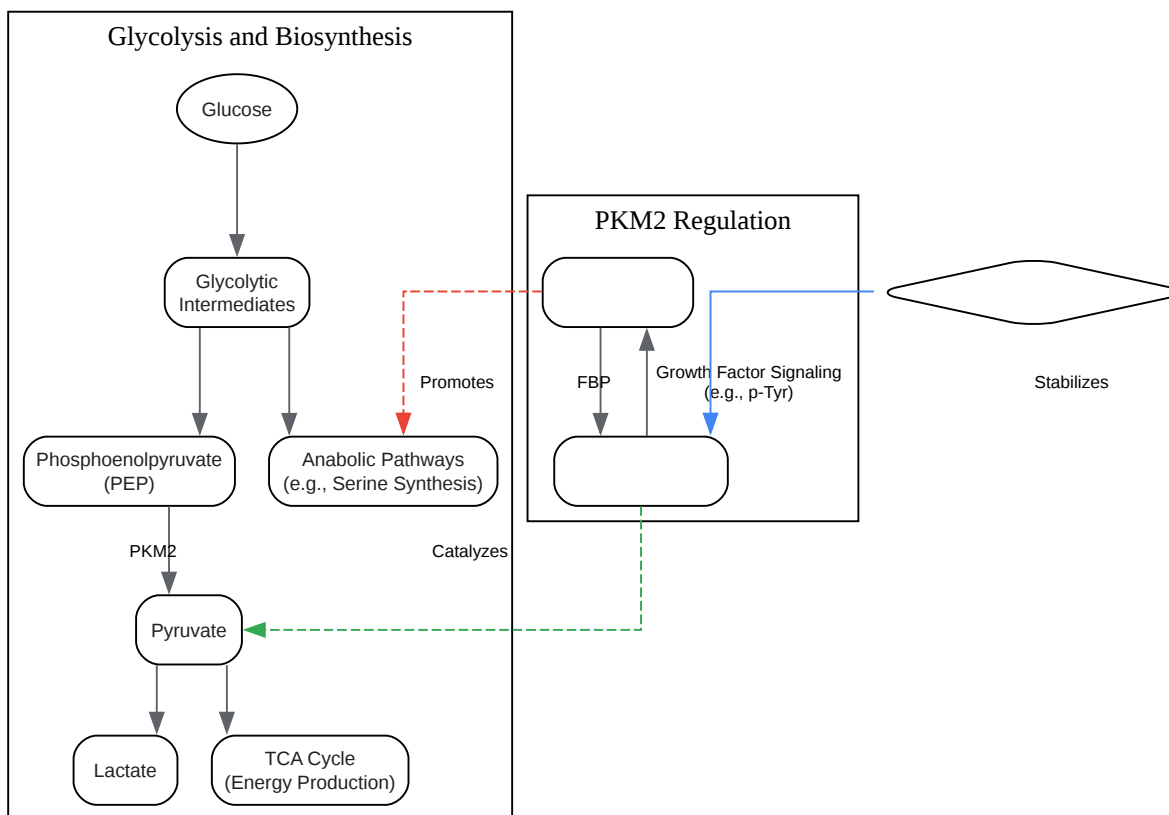 Glycolysis and Biosynthesis
Glucose
PKM2 Regulation
Glycolytic
Intermediates
Promotes
FBP
Growth Factor Signaling
(e.g., p-Tyr)
Stabilizes
Phosphoenolpyruvate
(PEP)
Anabolic Pathways
(e.g., Serine Synthesis)
PKM2
Catalyzes
Pyruvate
Lactate
TCA Cycle
(Energy Production)